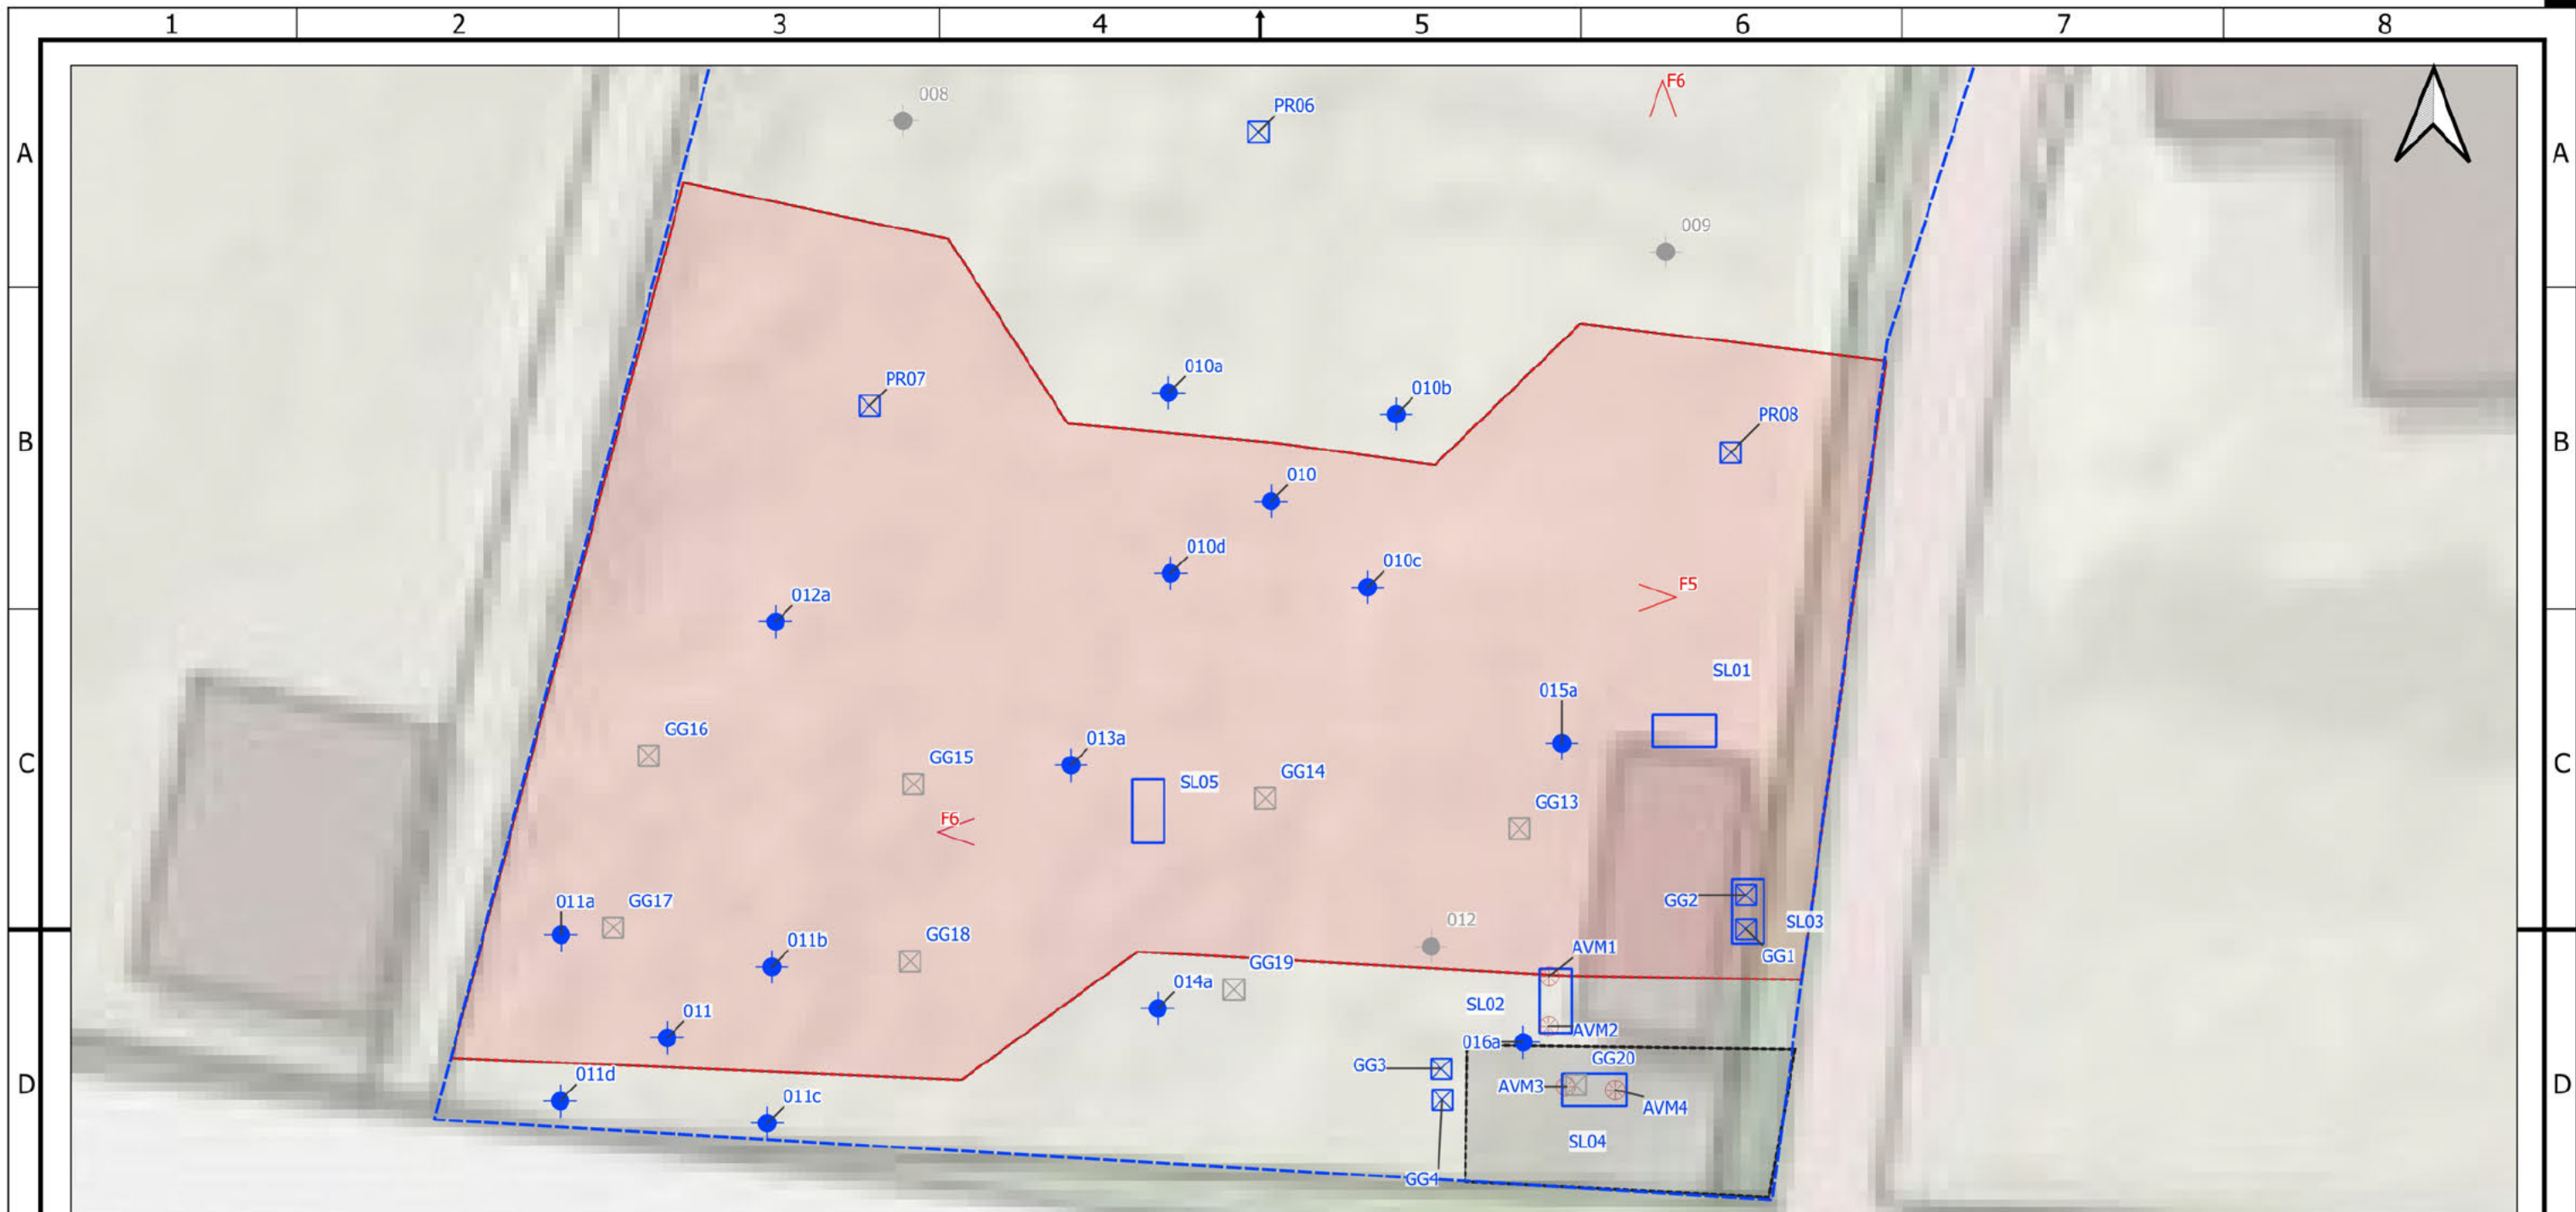 1 2 3 4 5 6 7 8
A
A
008
PR06
F6
009
PR07
010a
010b
PR08
B
B
010
010d
010c
F5
012a
SL01
015a
GG16
013a
GG15
GG14
SL05
C
C
GG13
F6
011a
GG17
GG2
012
SL03
GG18
011b
AVM1
GG1
GG19
014a
SL02
011
AVM2
016a
GG20
GG3
011d
AVM3
D
D
011c
AVM4
SL04
GG4